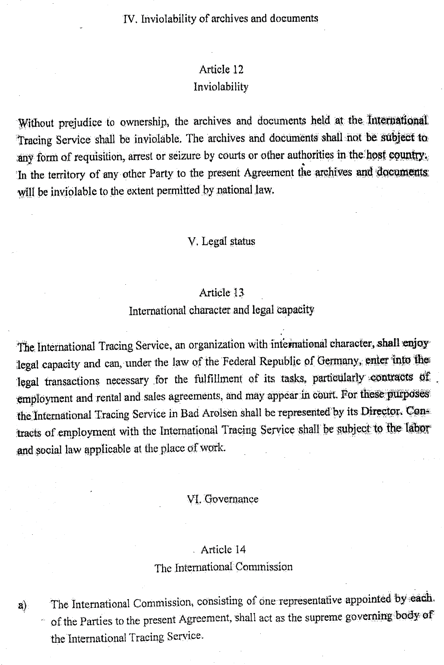 IV. Inviolability of archives and documents
Article 12
Inviolability
Without prejudice to ownership, the archives and documents held at the International
Tracing Service shall be inviolable. The archives and documents shall not be subject to
any form of requisition, arrest or seizure by courts or other authorities in the host country.
In the territory of any other Party to the present Agreement the archives and documents
will be inviolable to the extent permitted by national law.
V. Legal status
Article 13
International character and legal capacity
The International Tracing Service, an organization with international character, shall enjoy
legal capacity and can, under the law of the Federal Republic of Germany, enter into the
legal transactions necessary for the fulfillment of its tasks, particularly contracts of
employment and rental and sales agreements, and may appear in court. For these purposes
the International Tracing Service in Bad Arolsen shall be represented by its Director. Con-
tracts of employment with the International Tracing Service shall be subject to the labor
and social law applicable at the place of work.
VI. Governance
Article 14
The International Commission
a) The International Commission, consisting of one representative appointed by each
of the Parties to the present Agreement, shall act as the supreme governing body of
the International Tracing Service.